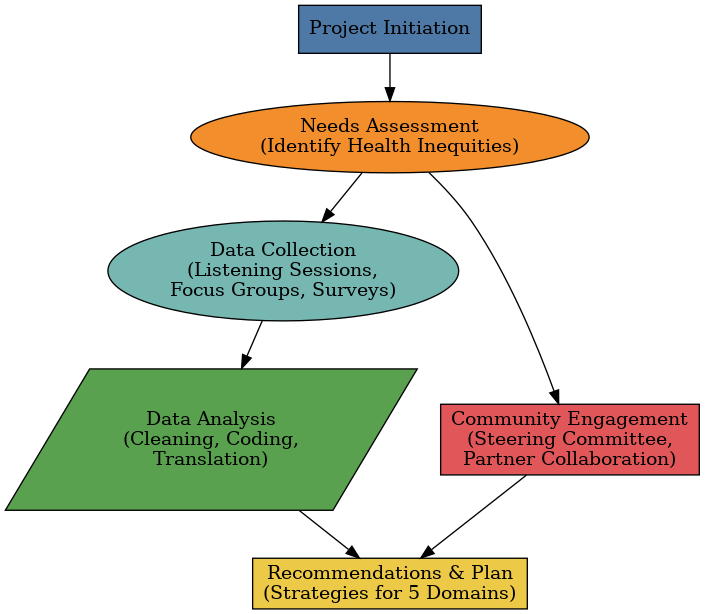 Project Initiation
Needs Assessment
(Identify Health Inequities)
Data Collection
(Listening Sessions,
Focus Groups, Surveys)
Data Analysis
(Cleaning, Coding,
Translation)
Community Engagement
(Steering Committee,
Partner Collaboration)
Recommendations & Plan
(Strategies for 5 Domains)